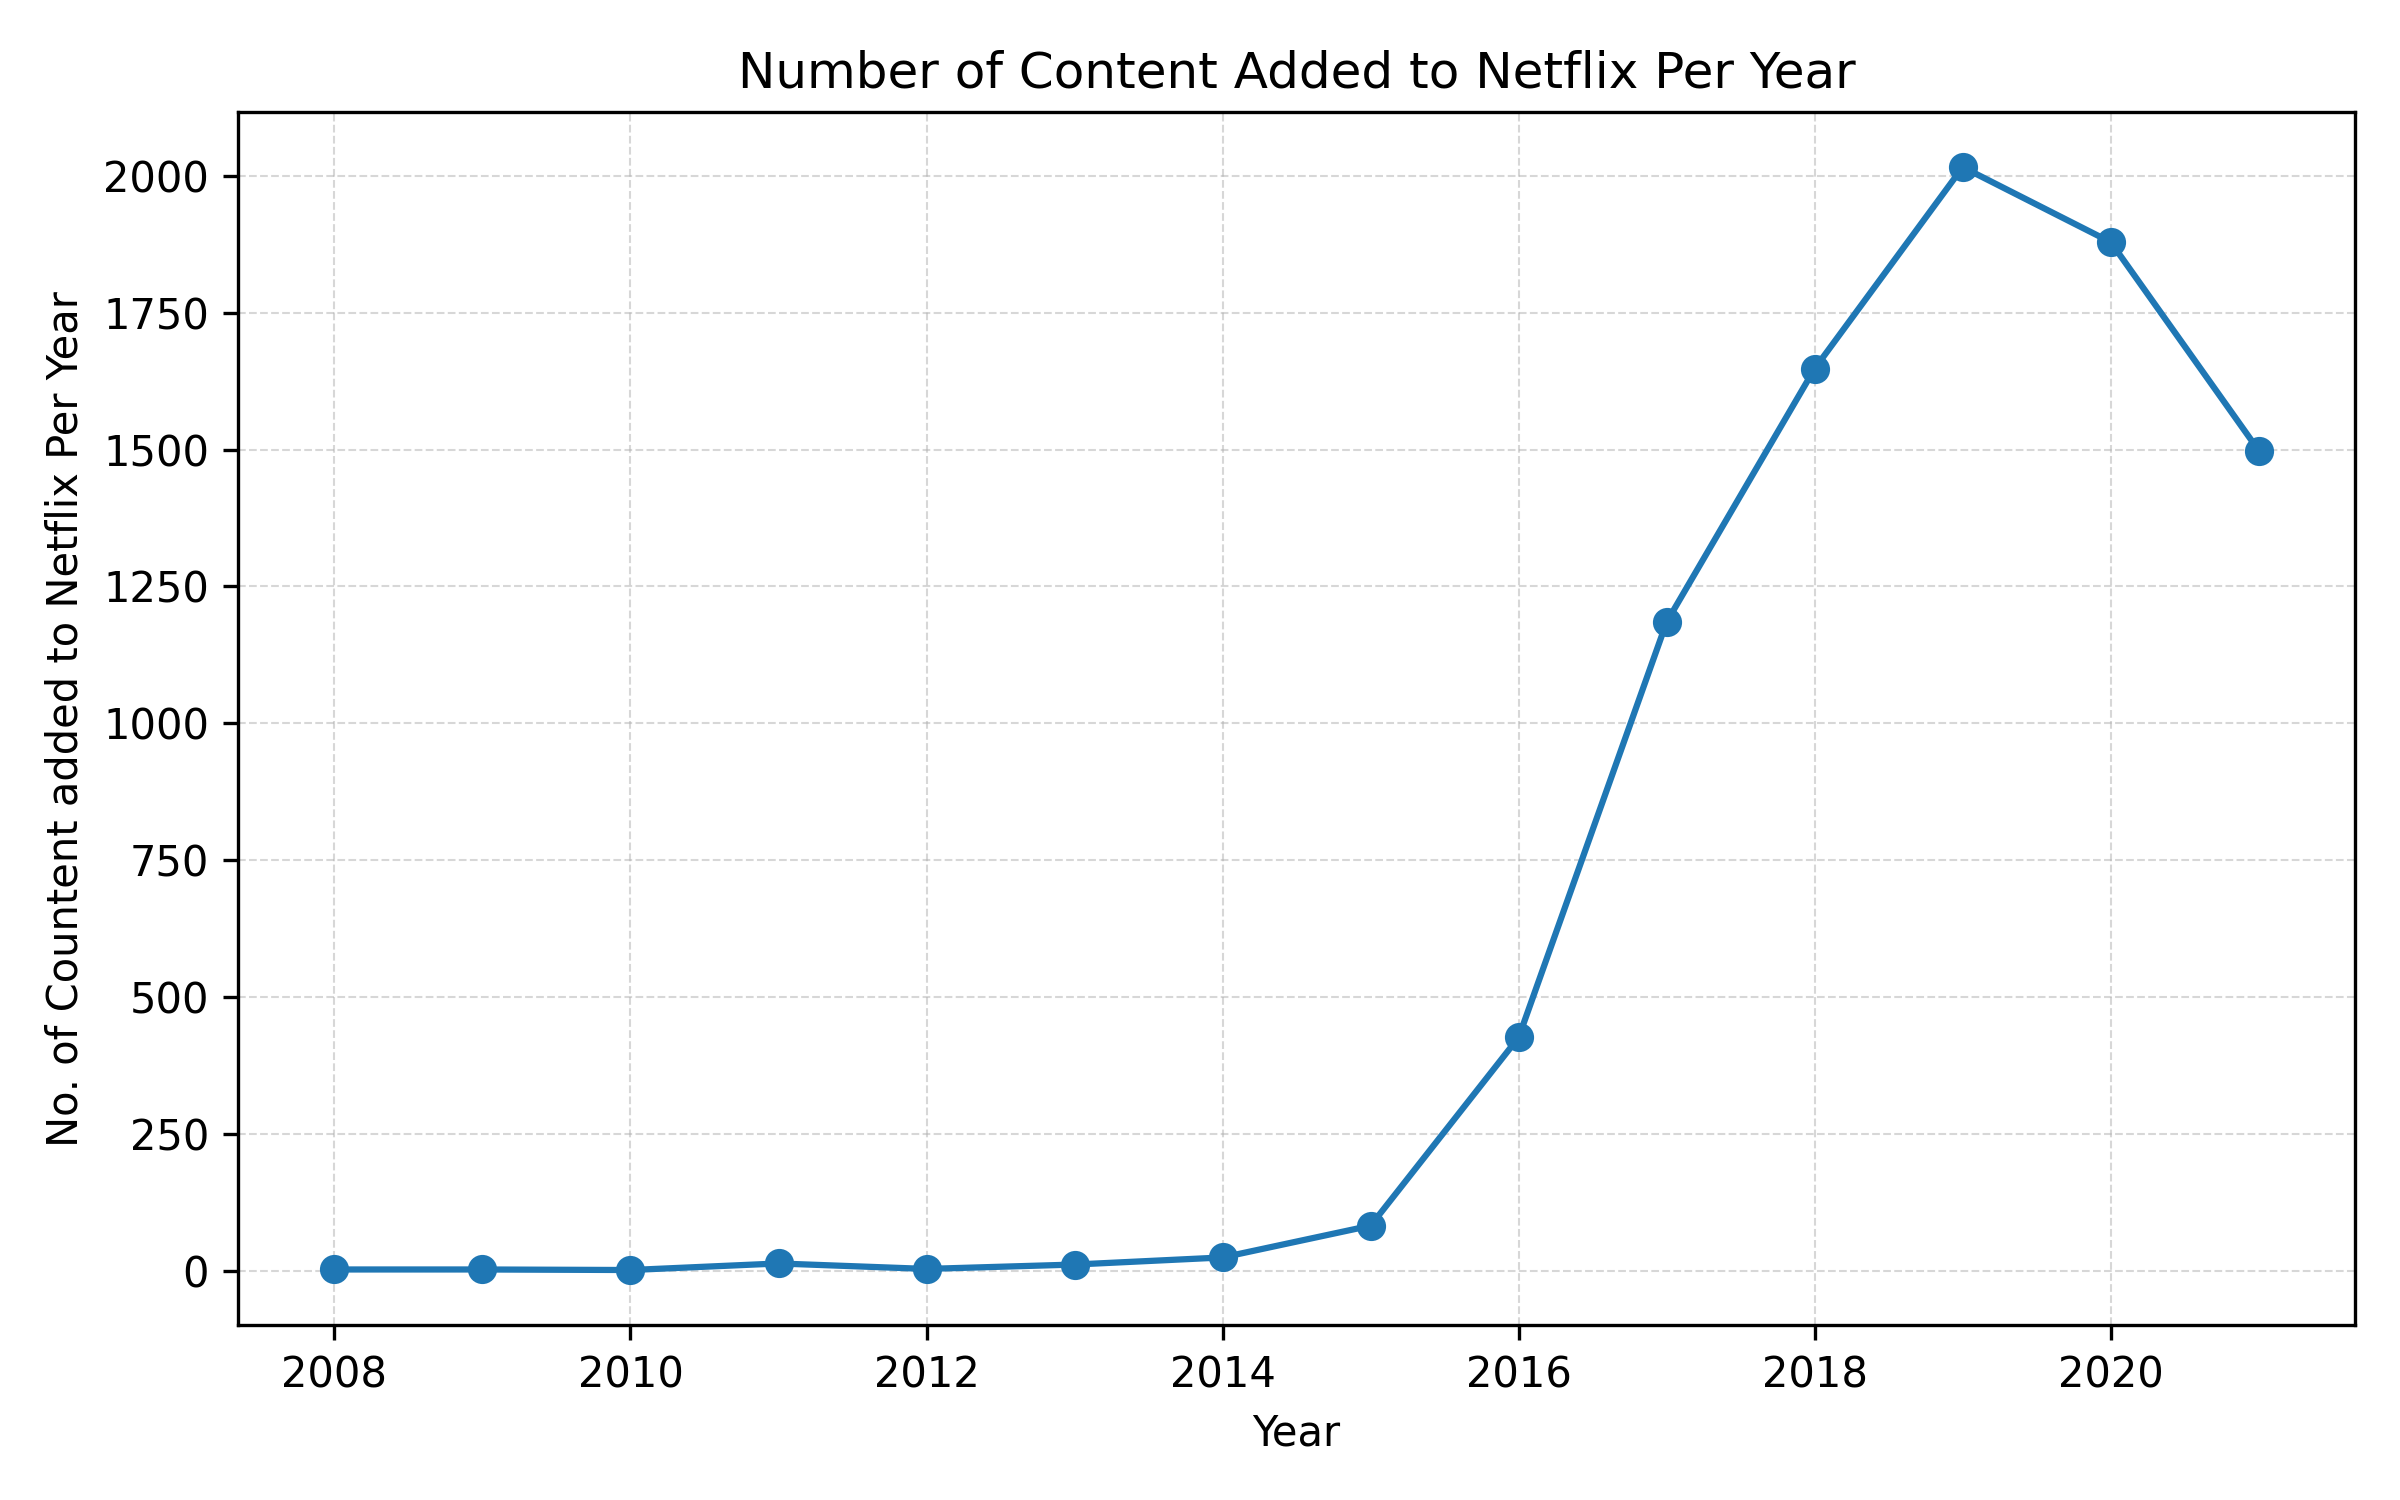 Number of Content Added to Netflix Per Year
No. of Countent added to Netflix Per Year
2000
1750
1500
1250
1000
750
500
250
0
2008 2010 2012 2014 2016 2018 2020
Year